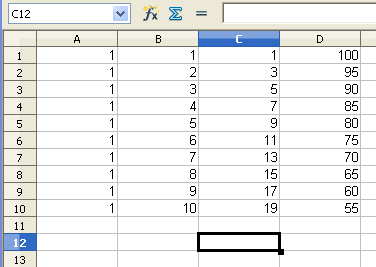 C12 fx Σ =
A B C D
1 1 1 1 100
2 1 2 3 95
3 1 3 5 90
4 1 4 7 85
5 1 5 9 80
6 1 6 11 75
7 1 7 13 70
8 1 8 15 65
9 1 9 17 60
10 1 10 19 55
11
12
13